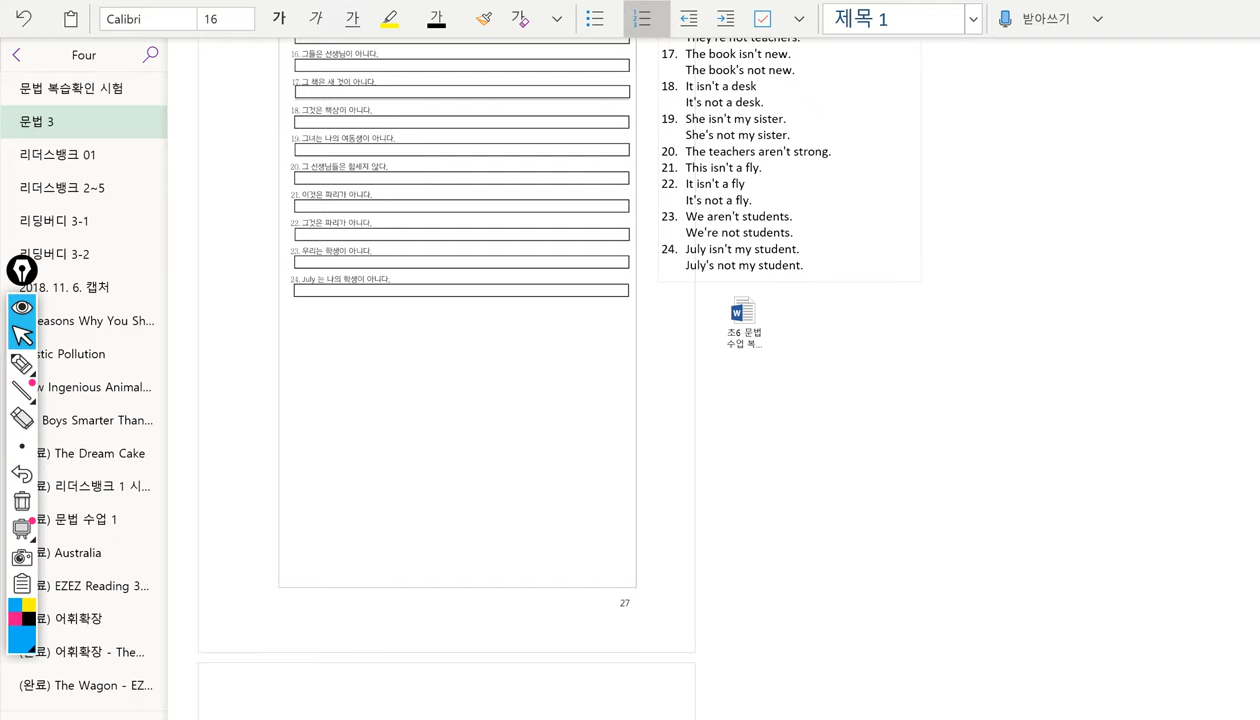 Calibri
16
가
가
가
가
가
제목 1
받아쓰기
Four
문법 복습확인 시험
문법 3
리더스뱅크 01
리더스뱅크 2~5
리딩버디 3-1
리딩버디 3-2
2018. 11. 6. 캡처
easons Why You Sh...
stic Pollution
w Ingenious Animal...
Boys Smarter Than...
료) The Dream Cake
료) 리더스뱅크 1 시...
료) 문법 수업 1
료) Australia
료) EZEZ Reading 3...
료) 어휘확장
(완료) 어휘확장 - The...
(완료) The Wagon - EZ...
16. 그들은 선생님이 아니다.
17. 그 책은 새 것이 아니다.
18. 그것은 책상이 아니다.
19. 그녀는 나의 여동생이 아니다.
20. 그 선생님들은 힘세지 않다.
21. 이것은 파리가 아니다.
22. 그것은 파리가 아니다.
23. 우리는 학생이 아니다.
24. July 는 나의 학생이 아니다.
27
They're not teachers.
17. The book isn't new.
The book's not new.
18. It isn't a desk
It's not a desk.
19. She isn't my sister.
She's not my sister.
20. The teachers aren't strong.
21. This isn't a fly.
22. It isn't a fly
It's not a fly.
23. We aren't students.
We're not students.
24. July isn't my student.
July's not my student.
초6 문법
수업 복...